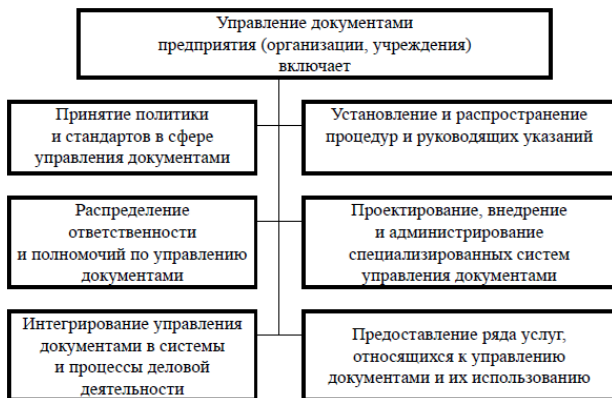 Управление документами
предприятия (организации, учреждения)
включает
Принятие политики
и стандартов в сфере
управления документами
Установление и распространение
процедур и руководящих указаний
Распределение
ответственности
и полномочий по управлению
документами
Проектирование, внедрение
и администрирование
специализированных систем
управления документами
Интегрирование управления
документами в системы
и процессы деловой
деятельности
Предоставление ряда услуг,
относящихся к управлению
документами и их использованию